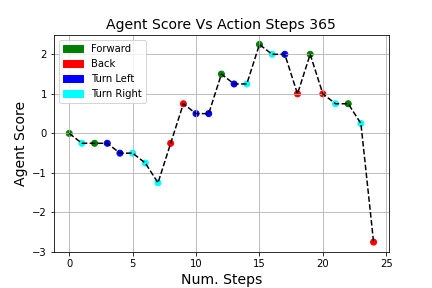 Agent Score Vs Action Steps 365
Forward
Back
Turn Left
Turn Right
Agent Score
2
1
0
−1
−2
−3
0 5 10 15 20 25
Num. Steps